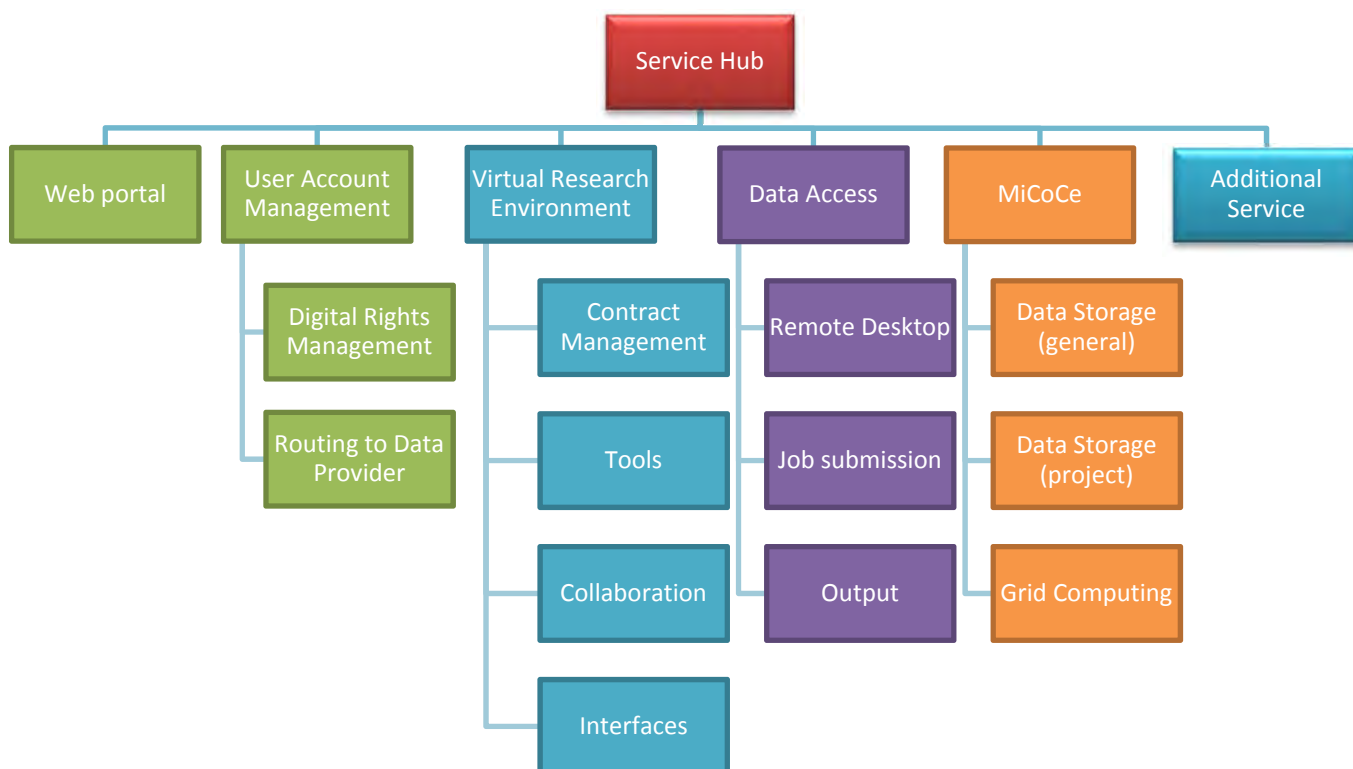 Service Hub
Web portal
User Account
Management
Virtual Research
Environment
Data Access
MiCoCe
Additional
Service
Digital Rights
Management
Routing to Data
Provider
Contract
Management
Tools
Collaboration
Interfaces
Remote Desktop
Job submission
Output
Data Storage
(general)
Data Storage
(project)
Grid Computing